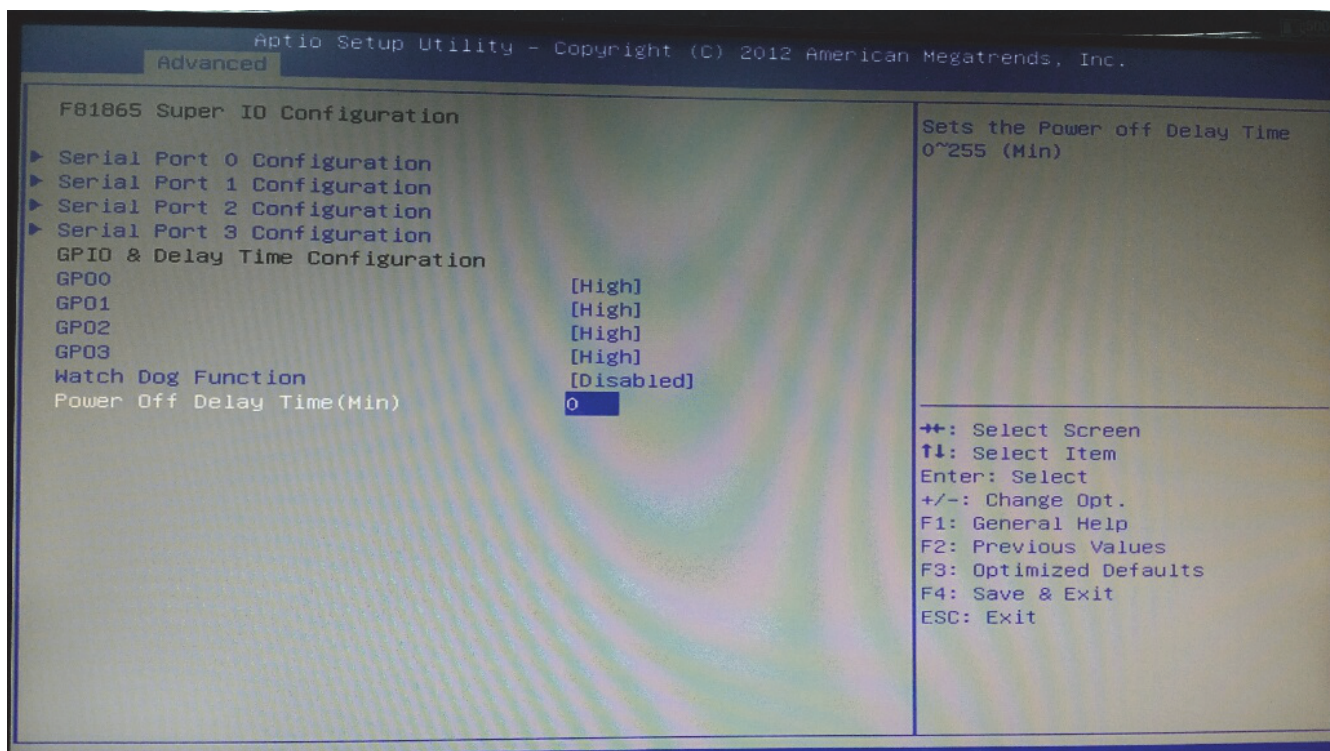 Aptio Setup Utility - Copyright (C) 2012 American Megatrends, Inc.
Advanced
F81865 Super IO Configuration
► Serial Port 0 Configuration
► Serial Port 1 Configuration
► Serial Port 2 Configuration
► Serial Port 3 Configuration
GPIO & Delay Time Configuration
GPO0 [High]
GPO1 [High]
GPO2 [High]
GPO3 [High]
Watch Dog Function [Disabled]
Power Off Delay Time(Min) 0
Sets the Power off Delay Time
0~255 (Min)
→←: Select Screen
↑↓: Select Item
Enter: Select
+/-: Change Opt.
F1: General Help
F2: Previous Values
F3: Optimized Defaults
F4: Save & Exit
ESC: Exit